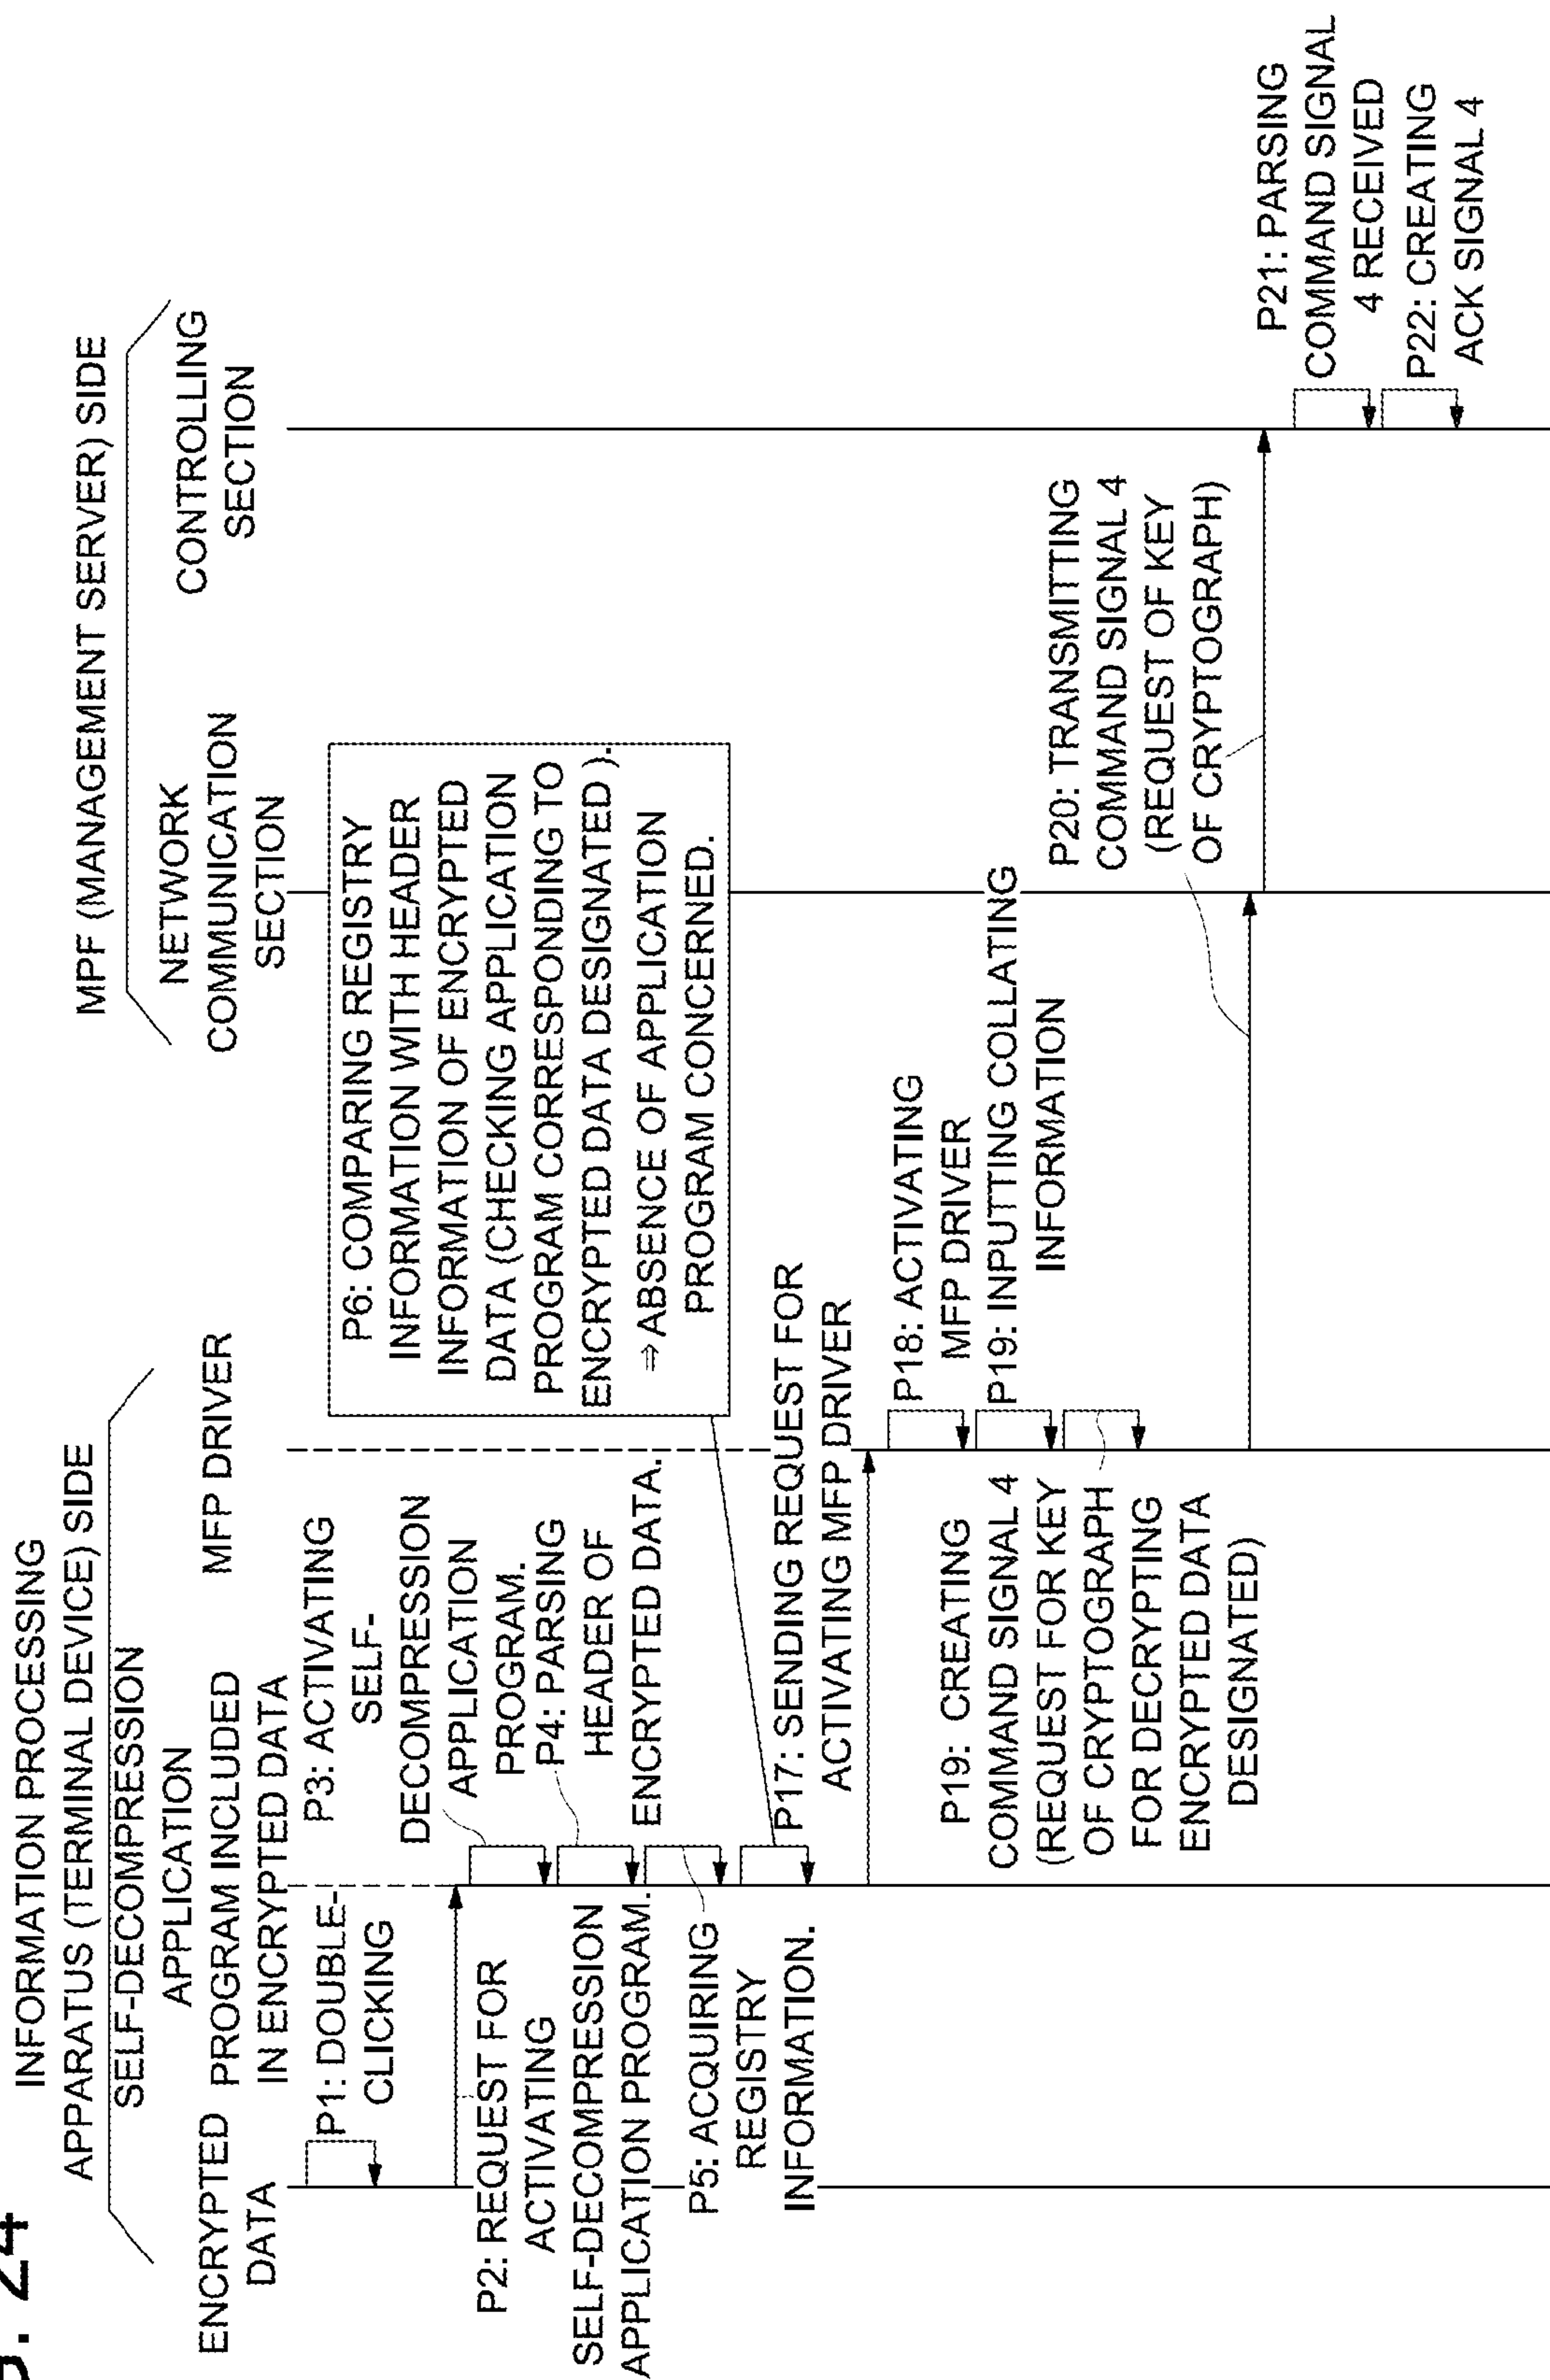 G. 24
INFORMATION PROCESSING
APPARATUS (TERMINAL DEVICE) SIDE
MPF (MANAGEMENT SERVER) SIDE
ENCRYPTED
DATA
SELF-DECOMPRESSION
APPLICATION
PROGRAM INCLUDED
IN ENCRYPTED DATA
MFP DRIVER
NETWORK
COMMUNICATION
SECTION
CONTROLLING
SECTION
P1: DOUBLE-
CLICKING
P2: REQUEST FOR
ACTIVATING
SELF-DECOMPRESSION
APPLICATION PROGRAM.
P3: ACTIVATING
SELF-
DECOMPRESSION
APPLICATION
PROGRAM.
P4: PARSING
HEADER OF
ENCRYPTED DATA.
P5: ACQUIRING
REGISTRY
INFORMATION.
P6: COMPARING REGISTRY
INFORMATION WITH HEADER
INFORMATION OF ENCRYPTED
DATA (CHECKING APPLICATION
PROGRAM CORRESPONDING TO
ENCRYPTED DATA DESIGNATED ).
⇒ ABSENCE OF APPLICATION
PROGRAM CONCERNED.
P17: SENDING REQUEST FOR
ACTIVATING MFP DRIVER
P18: ACTIVATING
MFP DRIVER
P19: INPUTTING COLLATING
INFORMATION
P19: CREATING
COMMAND SIGNAL 4
(REQUEST FOR KEY
OF CRYPTOGRAPH
FOR DECRYPTING
ENCRYPTED DATA
DESIGNATED)
P20: TRANSMITTING
COMMAND SIGNAL 4
(REQUEST OF KEY
OF CRYPTOGRAPH)
P21: PARSING
COMMAND SIGNAL
4 RECEIVED
P22: CREATING
ACK SIGNAL 4